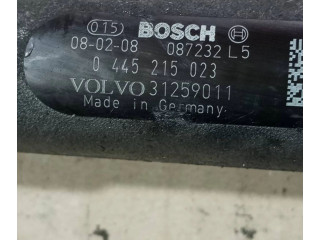 015 BOSCH
08-02-08 087232 L5
0 445 215 023
VOLVO 31259011
Made in Germany